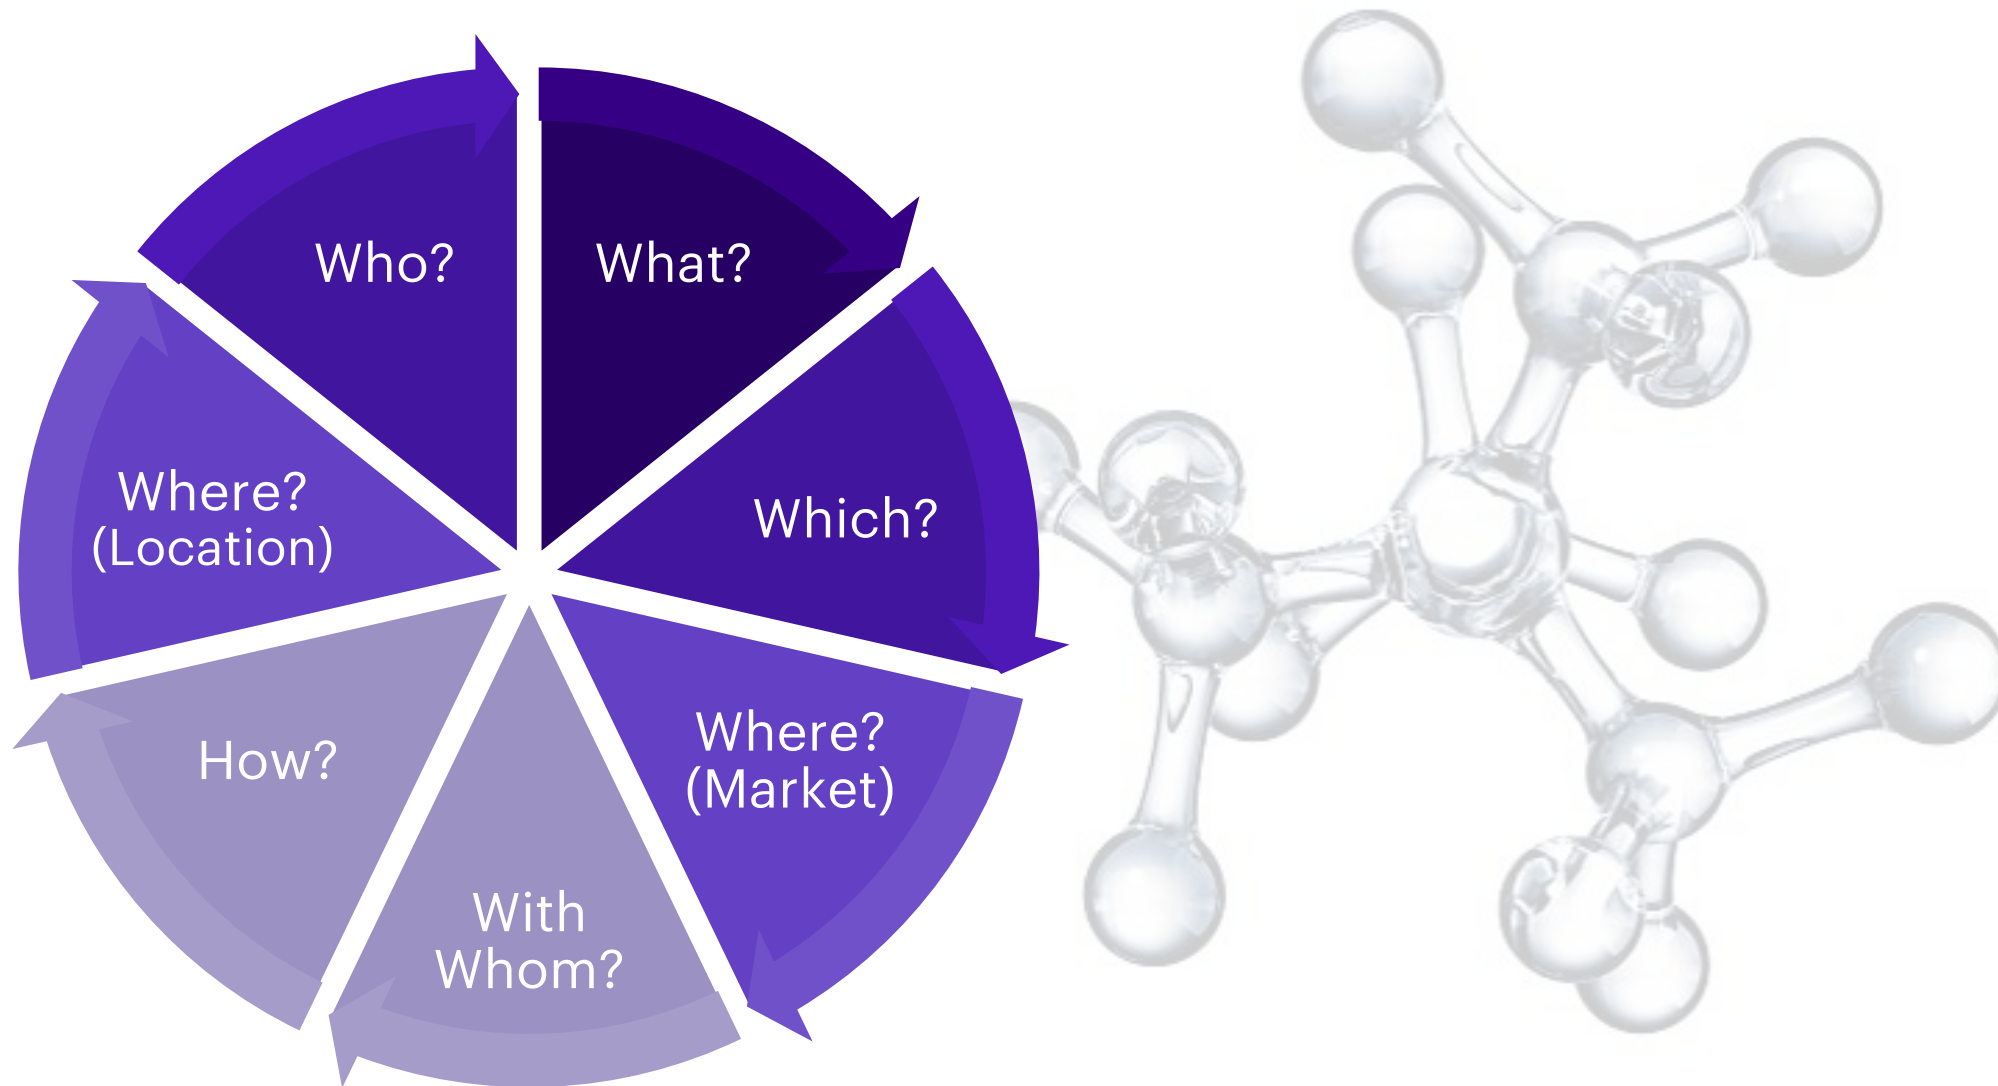 Who?
What?
Which?
Where?
(Market)
With
Whom?
How?
Where?
(Location)